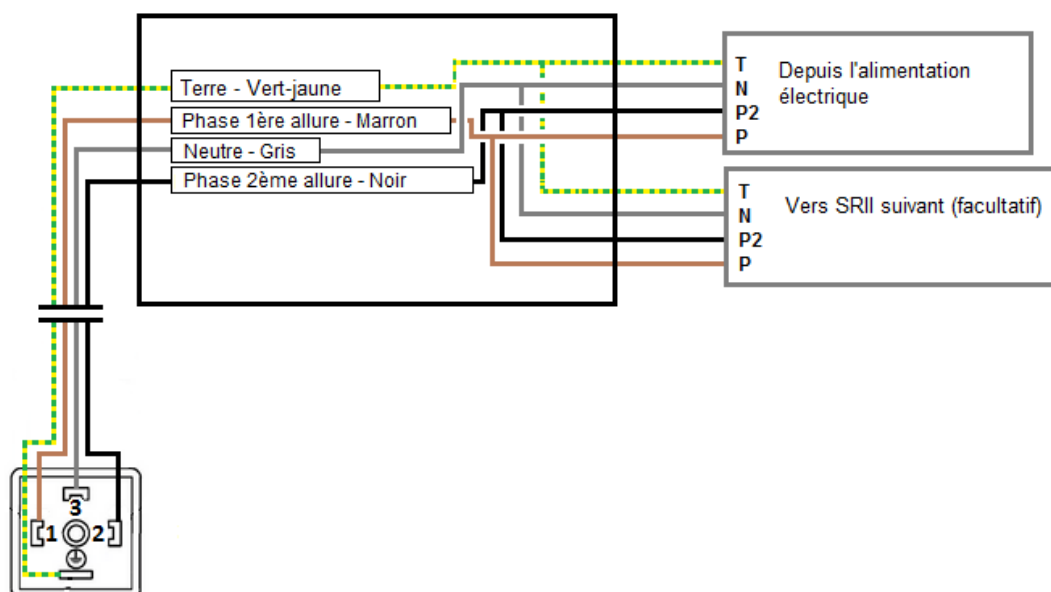 Terre - Vert-jaune
Phase 1ère allure - Marron
Neutre - Gris
Phase 2ème allure - Noir
T
N
P2
P
Depuis l'alimentation
électrique
T
N
P2
P
Vers SRII suivant (facultatif)
3
1
2